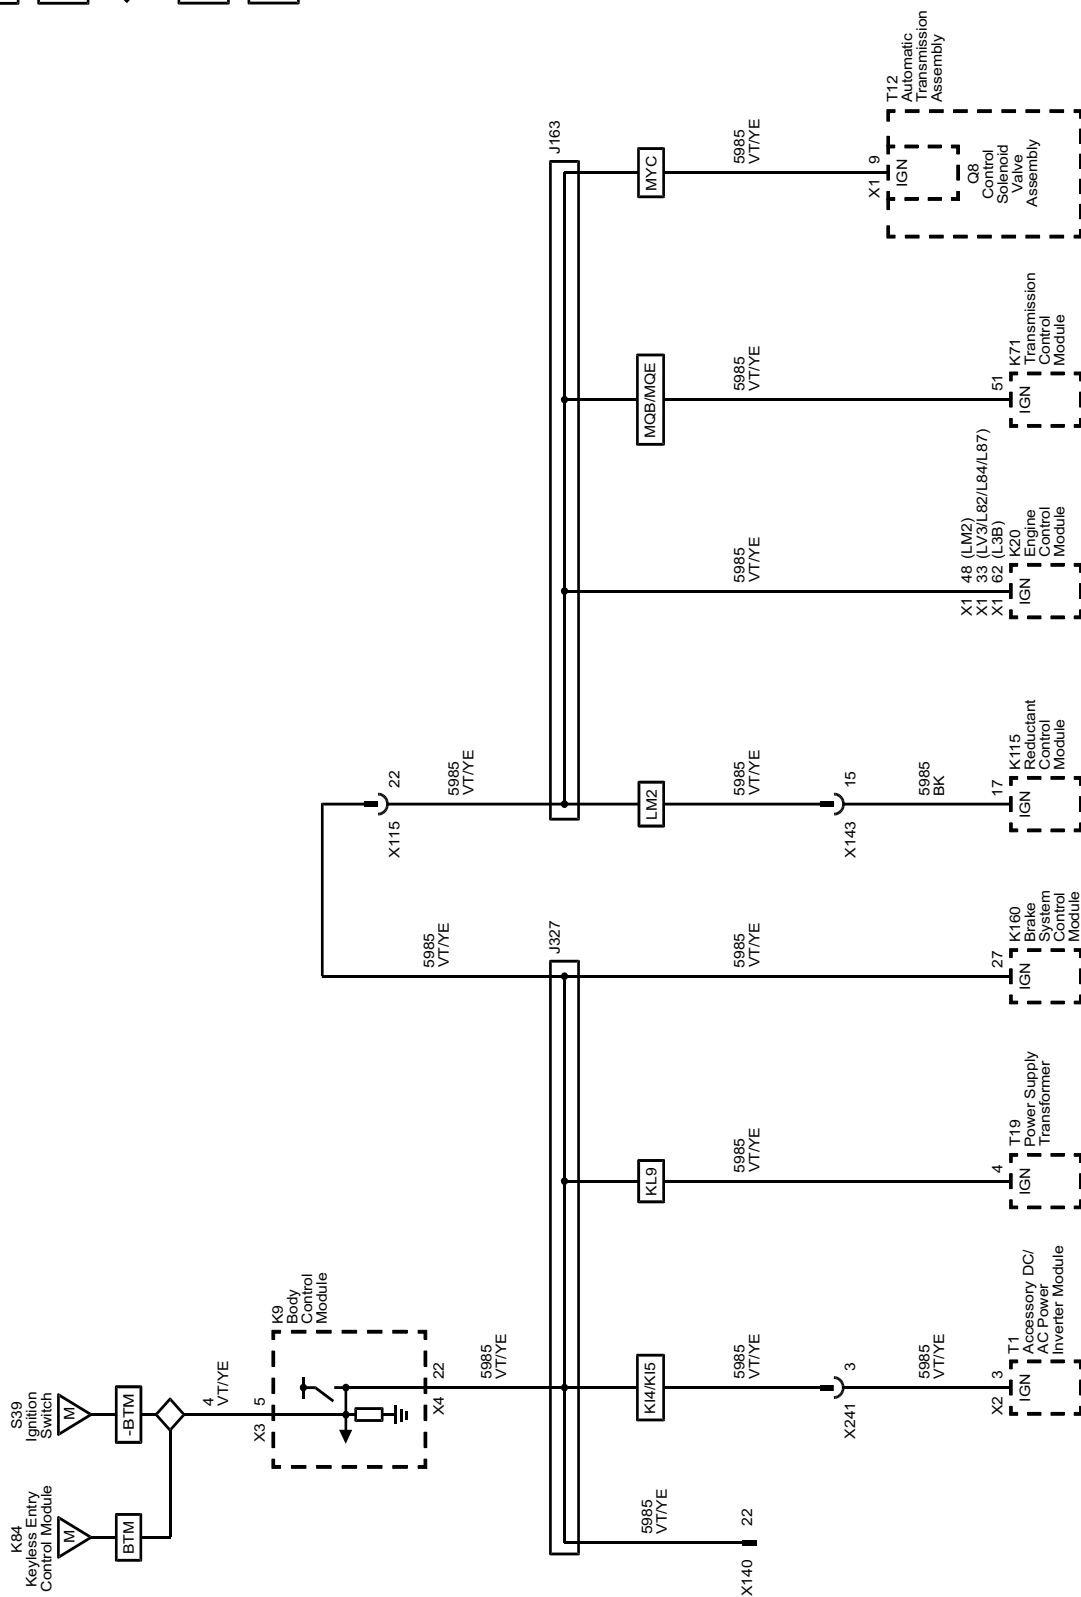 K84
Keyless Entry
Control Module
M
BTM
S39
Ignition
Switch
M
-BTM
4
VT/YE
X3
5
K9
Body
Control
Module
X4
22
5985
VT/YE
J327
5985
VT/YE
X140
22
KI4/KI5
5985
VT/YE
X241
3
5985
VT/YE
X2
3
IGN
T1
Accessory DC/
AC Power
Inverter Module
KL9
5985
VT/YE
4
IGN
T19
Power Supply
Transformer
5985
VT/YE
5985
VT/YE
27
IGN
K160
Brake
System
Control
Module
X115
22
5985
VT/YE
J163
LM2
5985
VT/YE
X143
15
5985
BK
17
IGN
K115
Reductant
Control
Module
5985
VT/YE
X1 48 (LM2)
X1 33 (LV3/L82/L84/L87)
X1 62 (L3B)
IGN
K20
Engine
Control
Module
MQB/MQE
5985
VT/YE
51
IGN
K71
Transmission
Control
Module
MYC
5985
VT/YE
X1
9
IGN
Q8
Control
Solenoid
Valve
Assembly
T12
Automatic
Transmission
Assembly